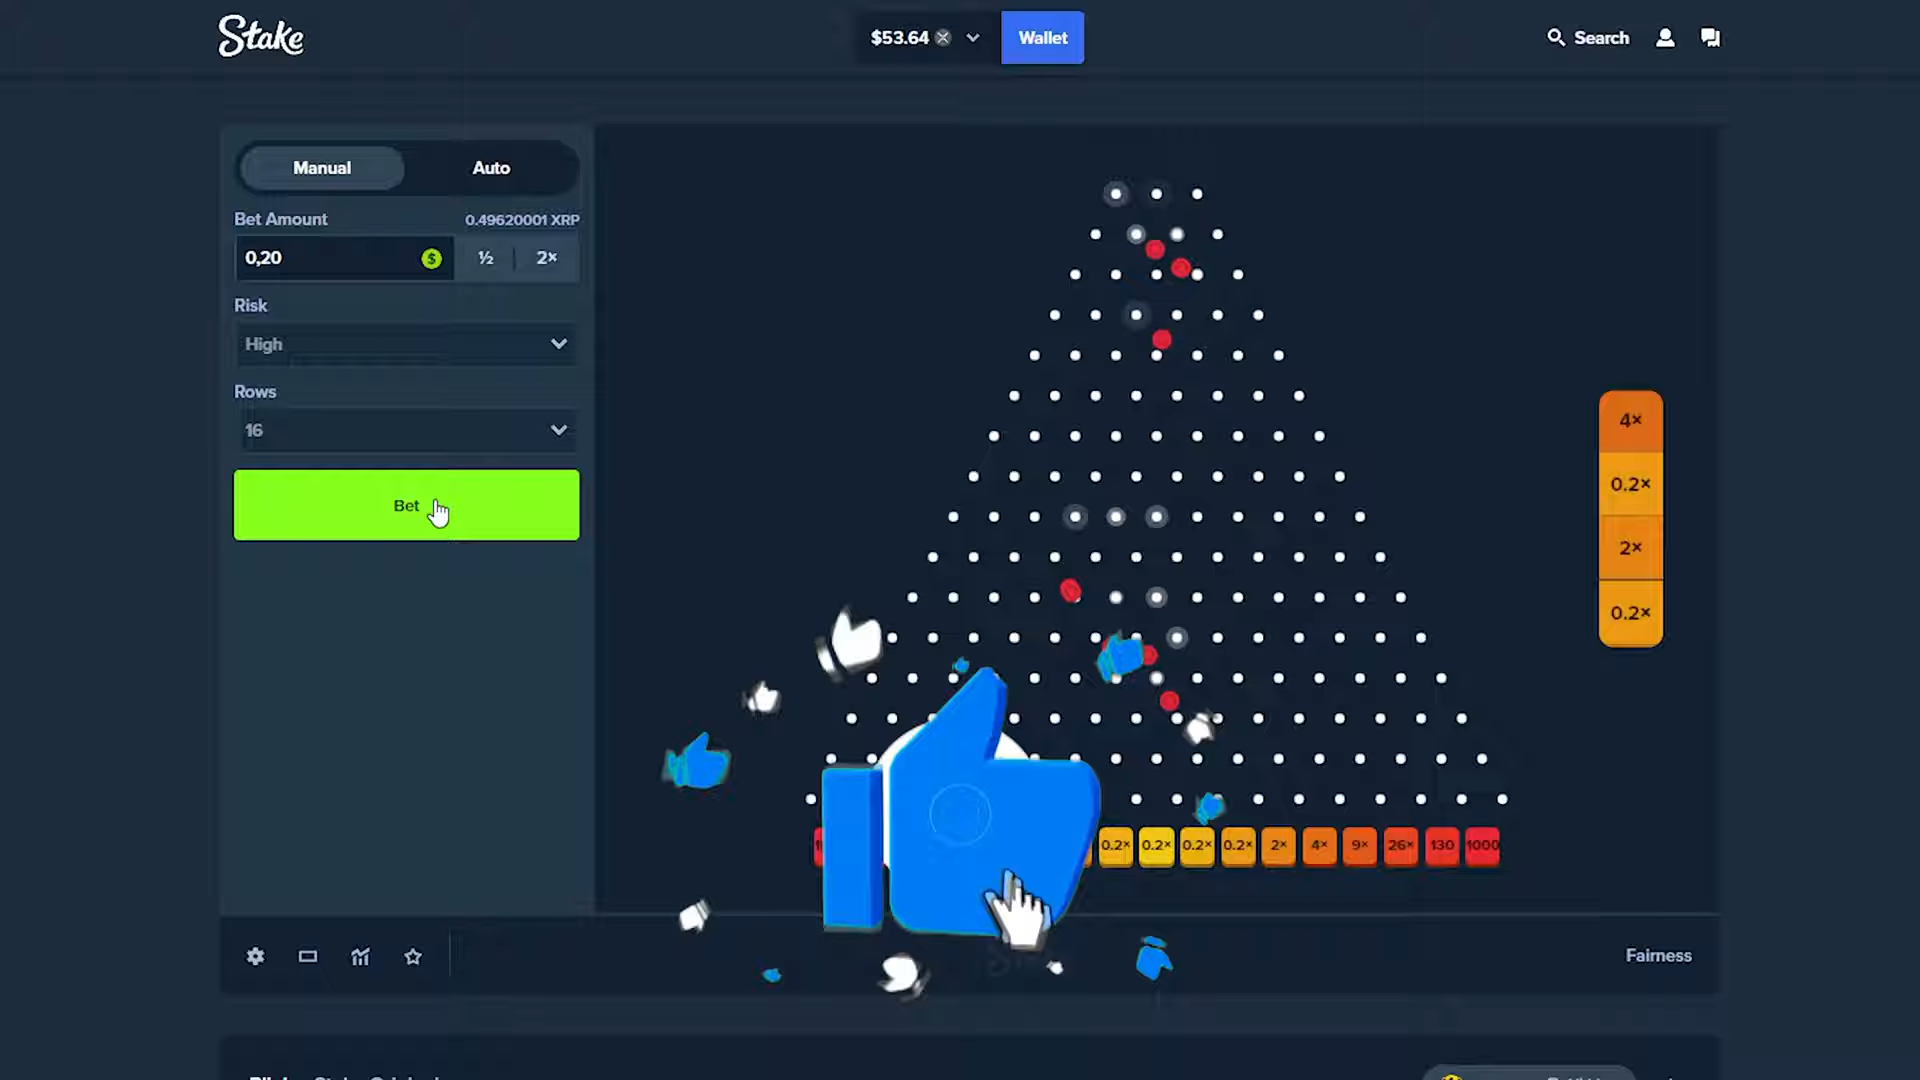 Stake
$53.64
Wallet
Search
Manual
Auto
Bet Amount
0.49620001 XRP
0,20
$
½
2×
Risk
High
Rows
16
Bet
4×
0.2×
2×
0.2×
0.2× 0.2× 0.2× 0.2× 2× 4× 9× 26× 130 1000
Fairness